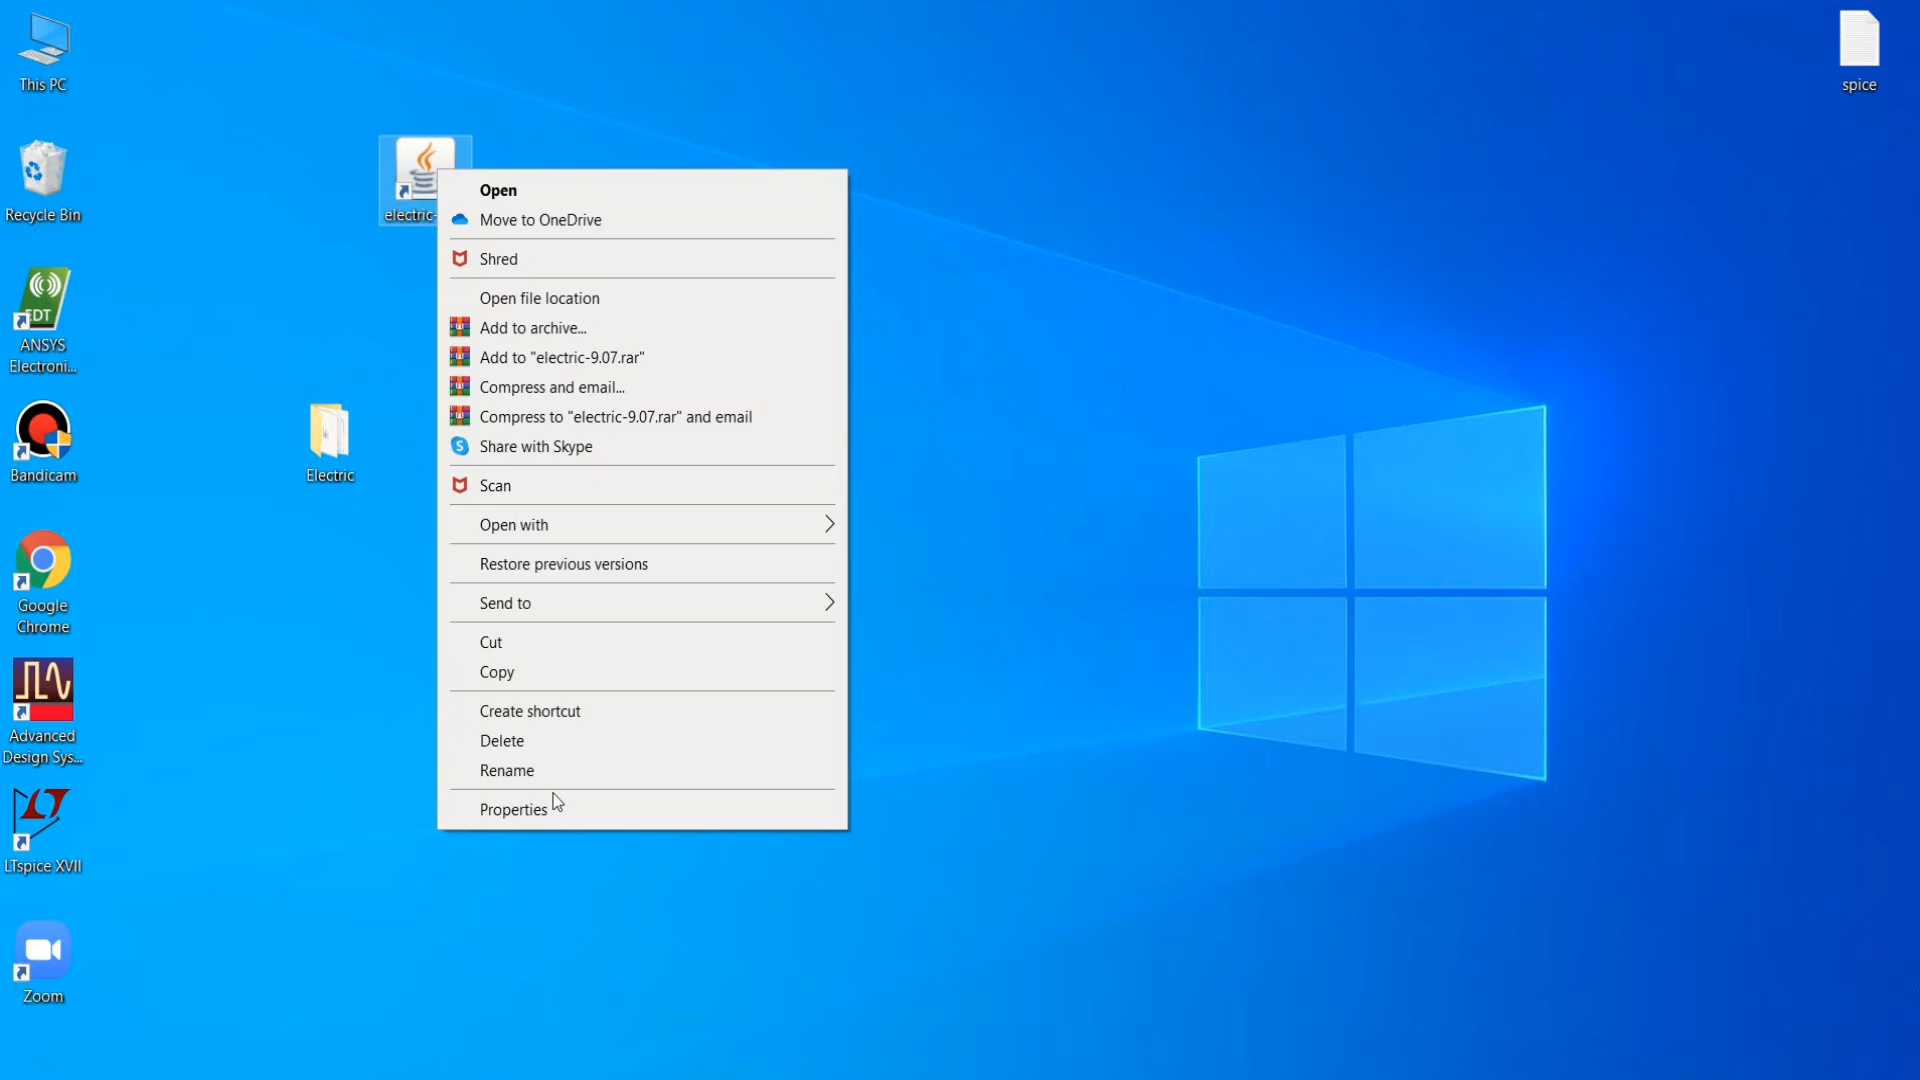 This PC
Recycle Bin
EDT
ANSYS
Electroni...
Bandicam
Google
Chrome
Advanced
Design Sys...
LTspice XVII
Zoom
electric-
Electric
Open
Move to OneDrive
Shred
Open file location
Add to archive...
Add to "electric-9.07.rar"
Compress and email...
Compress to "electric-9.07.rar" and email
Share with Skype
Scan
Open with
Restore previous versions
Send to
Cut
Copy
Create shortcut
Delete
Rename
Properties
spice